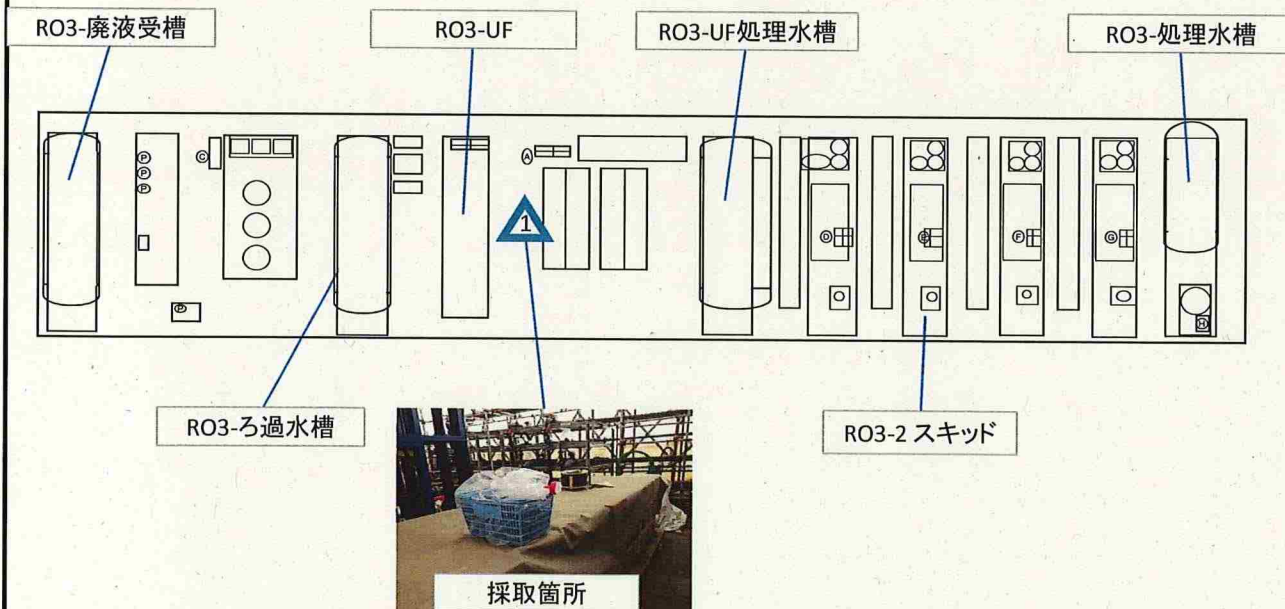 RO3-廃液受槽
RO3-UF
RO3-UF処理水槽
RO3-処理水槽
P
P
P
C
A
1
D
F
G
P
H
RO3-ろ過水槽
RO3-2 スキッド
採取箇所